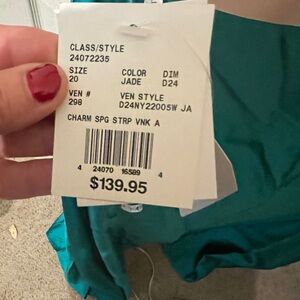 CLASS/STYLE
24072235
SIZE COLOR DIM
20 JADE D24
VEN # VEN STYLE
298 D24NY22005W JA
CHARM SPG STRP VNK A
4 24070 16589 4
$139.95